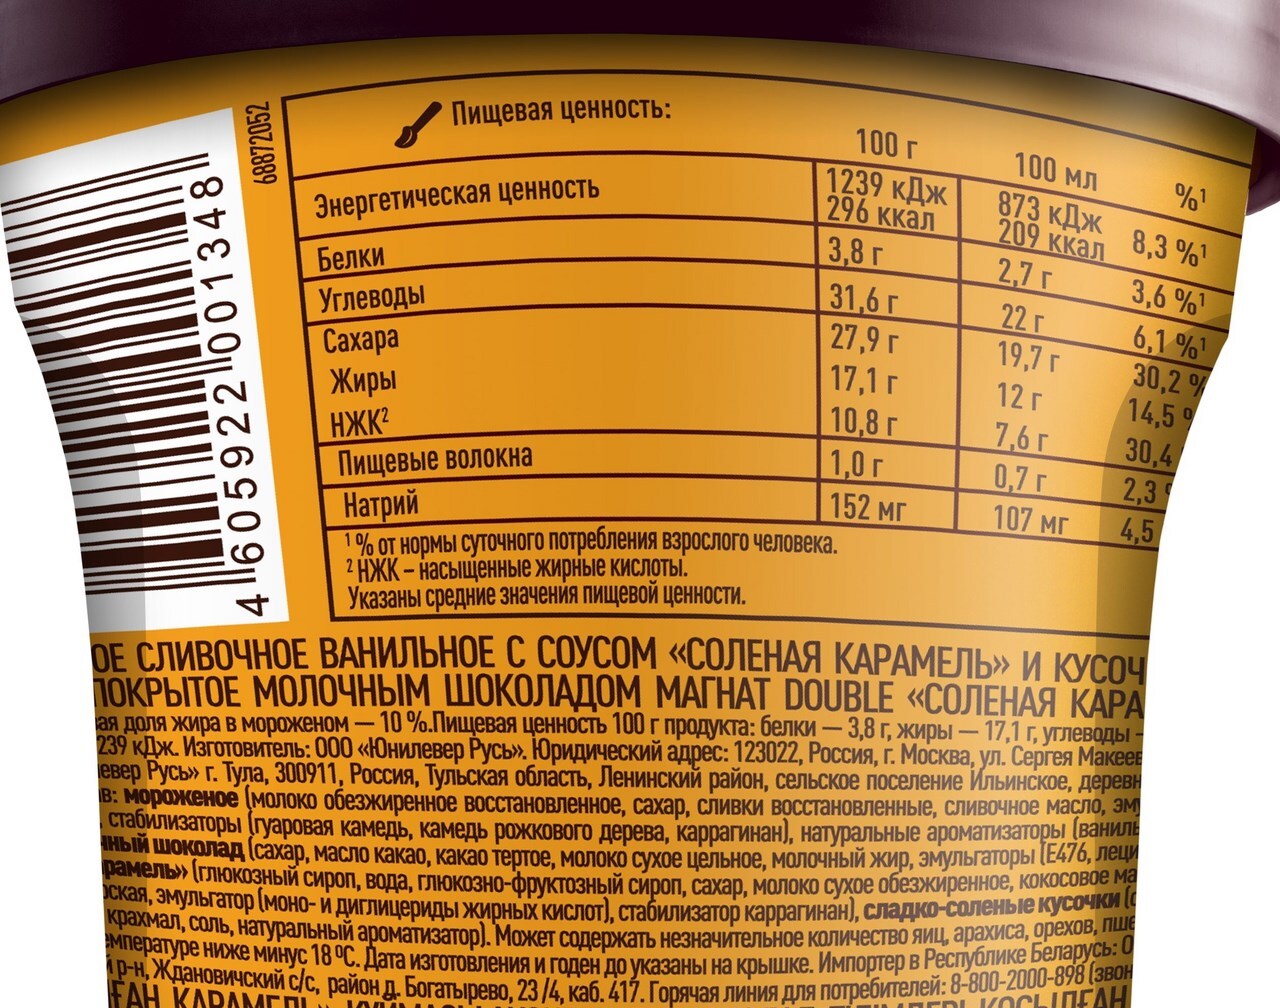 68872052
4 605922 001348
Пищевая ценность:
100 г 100 мл %¹
Энергетическая ценность 1239 кДж 296 ккал 873 кДж 209 ккал 8,3 %¹
Белки 3,8 г 2,7 г 3,6 %¹
Углеводы 31,6 г 22 г 6,1 %¹
Сахара 27,9 г 19,7 г 30,2 %
Жиры 17,1 г 12 г 14,5
НЖК² 10,8 г 7,6 г 30,4
Пищевые волокна 1,0 г 0,7 г 2,3
Натрий 152 мг 107 мг 4,5
¹ % от нормы суточного потребления взрослого человека.
² НЖК – насыщенные жирные кислоты.
Указаны средние значения пищевой ценности.
СЛИВОЧНОЕ ВАНИЛЬНОЕ С СОУСОМ «СОЛЕНАЯ КАРАМЕЛЬ» И
МОЛОЧНЫМ ШОКОЛАДОМ МАГНАТ DOUBLE «СОЛЕНАЯ
доля жира в мороженом — 10 %.Пищевая ценность 100 г продукта: белки — 3,8 г, жиры — 17,1 г, углеводы
239 кДж. Изготовитель: ООО «Юнилевер Русь». Юридический адрес: 123022, Россия, г. Москва, ул. Сергея
Русь» г. Тула, 300911, Россия, Тульская область, Ленинский район, сельское поселение Ильинское,
мороженое (молоко обезжиренное восстановленное, сахар, сливки восстановленные, сливочное масло,
стабилизаторы (гуаровая камедь, камедь рожкового дерева, каррагинан), натуральные ароматизаторы
шоколад (сахар, масло какао, какао тертое, молоко сухое цельное, молочный жир, эмульгаторы (Е476,
(глюкозный сироп, вода, глюкозно-фруктозный сироп, сахар, молоко сухое обезжиренное, кокосовое
эмульгатор (моно- и диглицериды жирных кислот), стабилизатор каррагинан), сладко-соленые кусочки
крахмал, соль, натуральный ароматизатор). Может содержать незначительное количество яиц, арахиса, орехов,
ниже минус 18 °С. Дата изготовления и годен до указаны на крышке. Импортер в Республике Беларусь:
р-н, Ждановичский с/с, район д. Богатырево, 23 /4, каб. 417. Горячая линия для потребителей: 8-800-2000-898